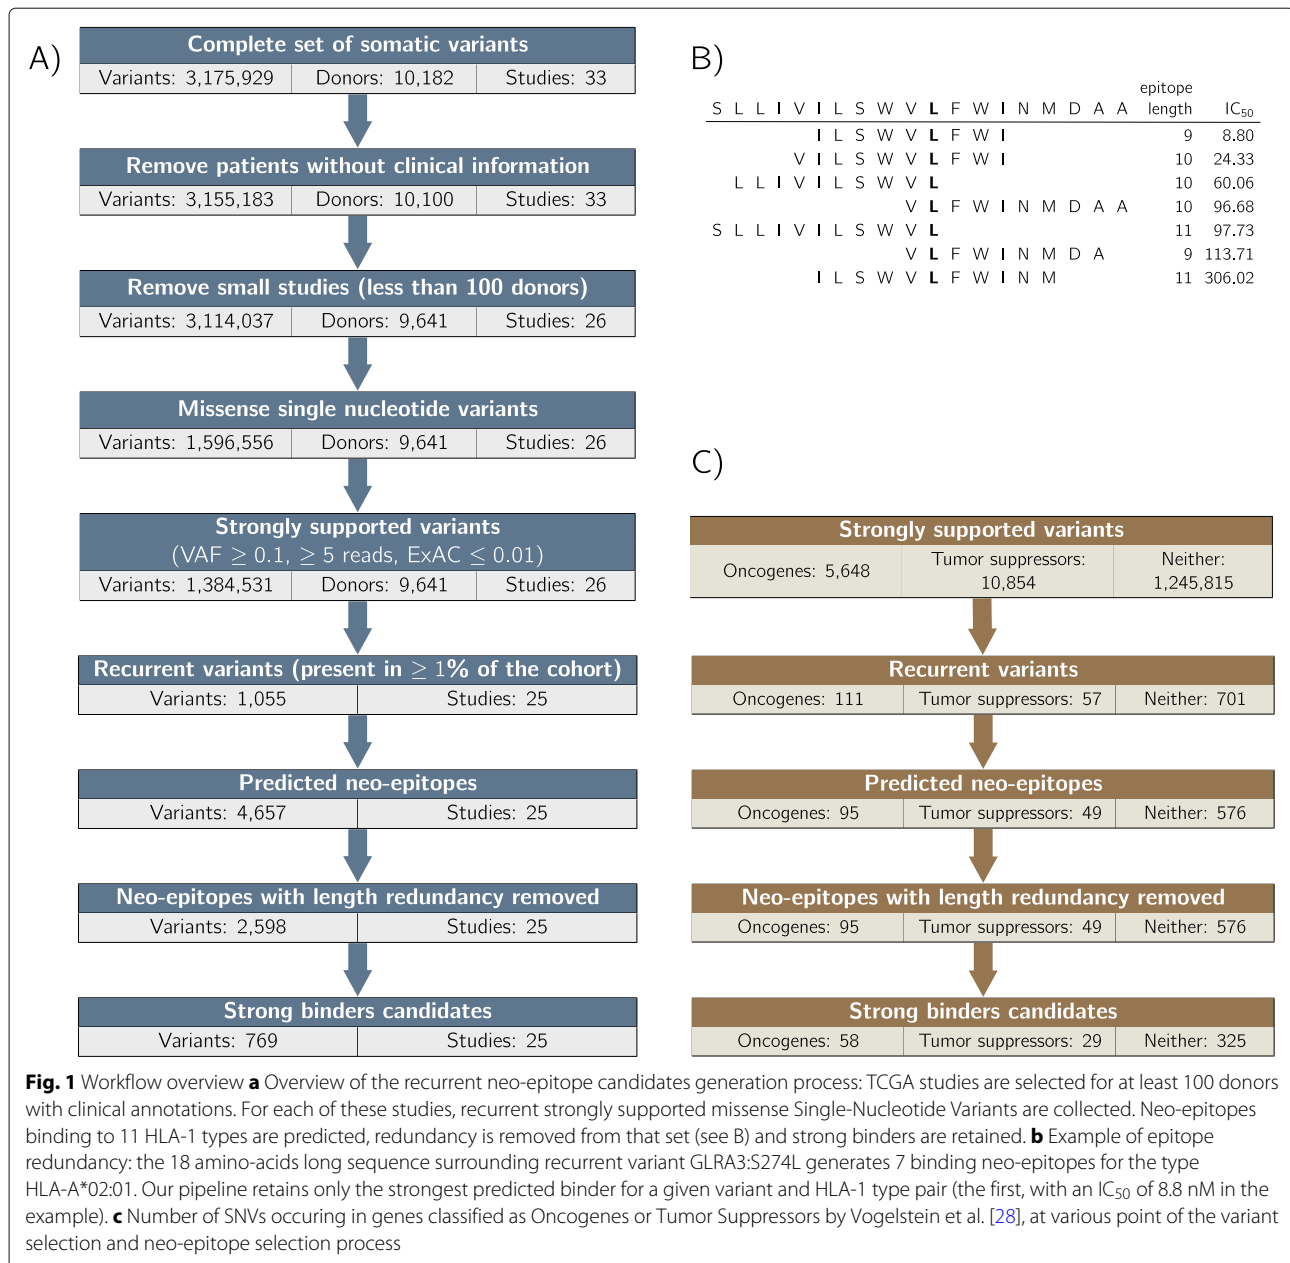 A)
Complete set of somatic variants
Variants: 3,175,929 Donors: 10,182 Studies: 33
Remove patients without clinical information
Variants: 3,155,183 Donors: 10,100 Studies: 33
Remove small studies (less than 100 donors)
Variants: 3,114,037 Donors: 9,641 Studies: 26
Missense single nucleotide variants
Variants: 1,596,556 Donors: 9,641 Studies: 26
Strongly supported variants
(VAF ≥ 0.1, ≥ 5 reads, ExAC ≤ 0.01)
Variants: 1,384,531 Donors: 9,641 Studies: 26
Recurrent variants (present in ≥ 1% of the cohort)
Variants: 1,055 Studies: 25
Predicted neo-epitopes
Variants: 4,657 Studies: 25
Neo-epitopes with length redundancy removed
Variants: 2,598 Studies: 25
Strong binders candidates
Variants: 769 Studies: 25
B)
epitope
S L L I V I L S W V L F W I N M D A A length IC50
I L S W V L F W I 9 8.80
V I L S W V L F W I 10 24.33
L L I V I L S W V L 10 60.06
V L F W I N M D A A 10 96.68
S L L I V I L S W V L 11 97.73
V L F W I N M D A 9 113.71
I L S W V L F W I N M 11 306.02
C)
Strongly supported variants
Oncogenes: 5,648 Tumor suppressors: Neither:
10,854 1,245,815
Recurrent variants
Oncogenes: 111 Tumor suppressors: 57 Neither: 701
Predicted neo-epitopes
Oncogenes: 95 Tumor suppressors: 49 Neither: 576
Neo-epitopes with length redundancy removed
Oncogenes: 95 Tumor suppressors: 49 Neither: 576
Strong binders candidates
Oncogenes: 58 Tumor suppressors: 29 Neither: 325
Fig. 1 Workflow overview a Overview of the recurrent neo-epitope candidates generation process: TCGA studies are selected for at least 100 donors
with clinical annotations. For each of these studies, recurrent strongly supported missense Single-Nucleotide Variants are collected. Neo-epitopes
binding to 11 HLA-1 types are predicted, redundancy is removed from that set (see B) and strong binders are retained. b Example of epitope
redundancy: the 18 amino-acids long sequence surrounding recurrent variant GLRA3:S274L generates 7 binding neo-epitopes for the type
HLA-A*02:01. Our pipeline retains only the strongest predicted binder for a given variant and HLA-1 type pair (the first, with an IC50 of 8.8 nM in the
example). c Number of SNVs occuring in genes classified as Oncogenes or Tumor Suppressors by Vogelstein et al. [28], at various point of the variant
selection and neo-epitope selection process